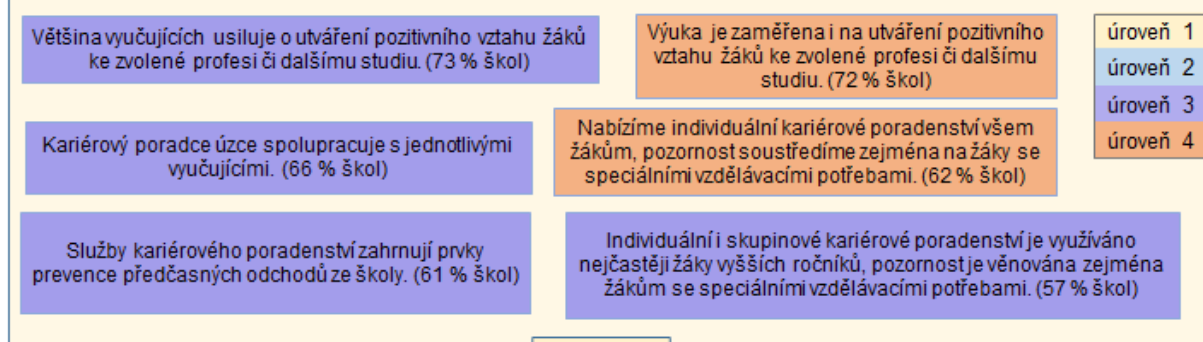 Většina vyučujících usiluje o utváření pozitivního vztahu žáků
ke zvolené profesi či dalšímu studiu. (73 % škol)
Výuka je zaměřena i na utváření pozitivního
vztahu žáků ke zvolené profesi či dalšímu
studiu. (72 % škol)
úroveň 1
úroveň 2
úroveň 3
úroveň 4
Kariérový poradce úzce spolupracuje s jednotlivými
vyučujícími. (66 % škol)
Nabízíme individuální kariérové poradenství všem
žákům, pozornost soustředíme zejména na žáky se
speciálními vzdělávacími potřebami. (62 % škol)
Služby kariérového poradenství zahrnují prvky
prevence předčasných odchodů ze školy. (61 % škol)
Individuální i skupinové kariérové poradenství je využíváno
nejčastěji žáky vyšších ročníků, pozornost je věnována zejména
žákům se speciálními vzdělávacími potřebami. (57 % škol)